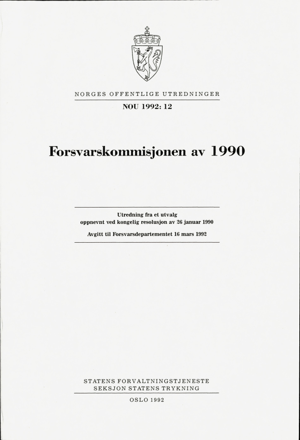 NORGES OFFENTLIGE UTREDNINGER
NOU 1992: 12
Forsvarskommisjonen av 1990
Utredning fra et utvalg
oppnevnt ved kongelig resolusjon av 26 januar 1990
Avgitt til Forsvarsdepartementet 16 mars 1992
STATENS FORVALTNINGSTJENESTE
SEKSJON STATENS TRYKNING
OSLO 1992